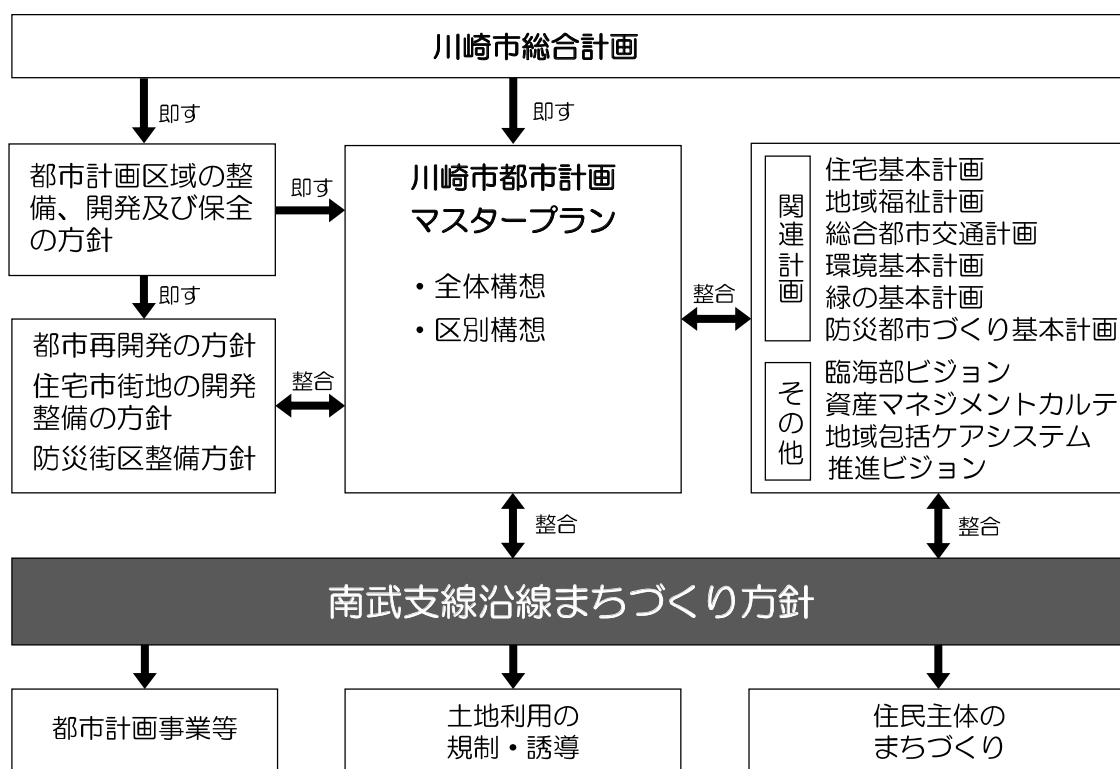 川崎市総合計画
即す
即す
都市計画区域の整
備、開発及び保全
の方針
即す
川崎市都市計画
マスタープラン
・全体構想
・区別構想
即す
都市再開発の方針
住宅市街地の開発
整備の方針
防災街区整備方針
整合
整合
関連計画
住宅基本計画
地域福祉計画
総合都市交通計画
環境基本計画
緑の基本計画
防災都市づくり基本計画
その他
臨海部ビジョン
資産マネジメントカルテ
地域包括ケアシステム
推進ビジョン
整合
整合
南武支線沿線まちづくり方針
都市計画事業等
土地利用の
規制・誘導
住民主体の
まちづくり